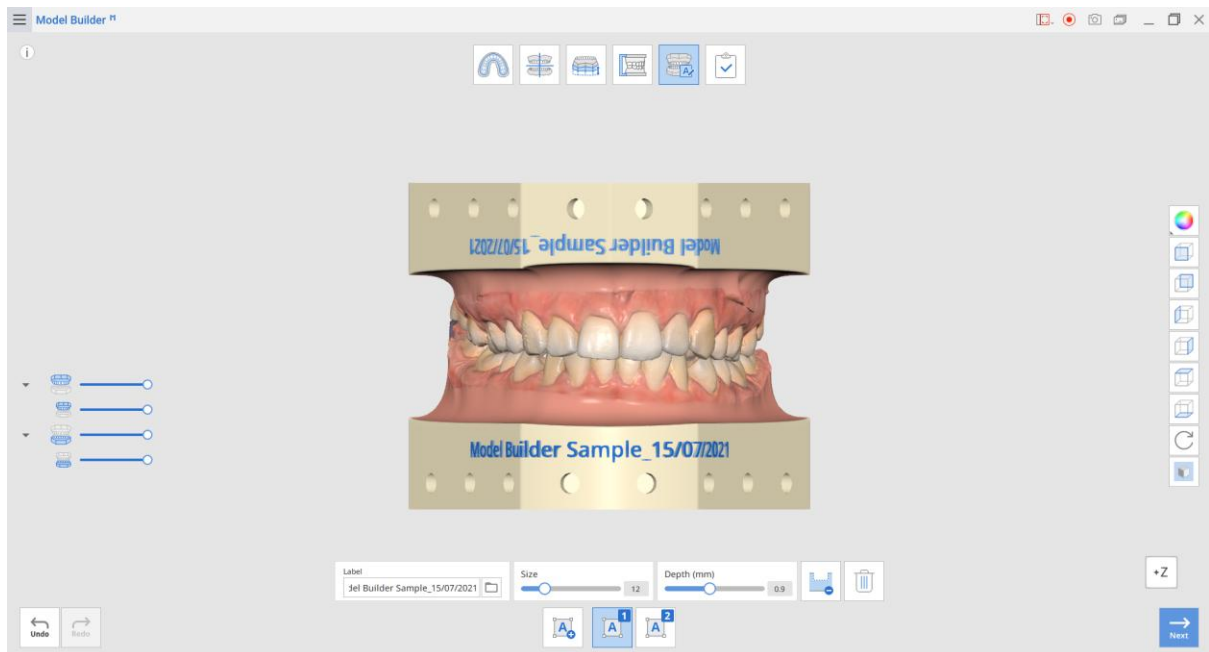 Model Builder
Model Builder Sample_15/07/2021
Model Builder Sample_15/07/2021
Label
del Builder Sample_15/07/2021
Size
12
Depth (mm)
0.9
A
A 1
A 2
+Z
Undo
Redo
Next